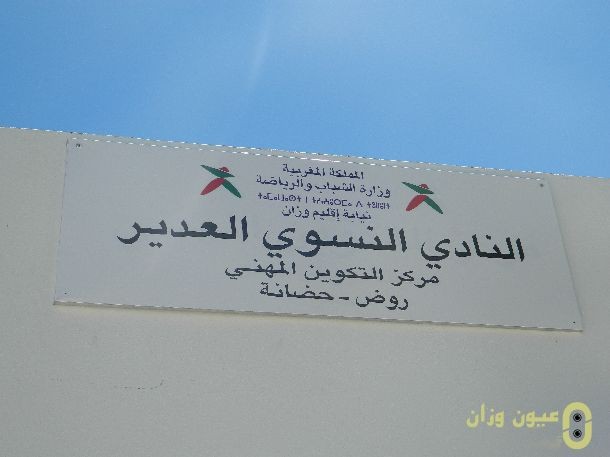 المملكة المغربية
وزارة الشباب والرياضة
نيابة إقليم وزان
النادي النسوي العدير
مركز التكوين المهني
روض - حضانة
عيون وزان